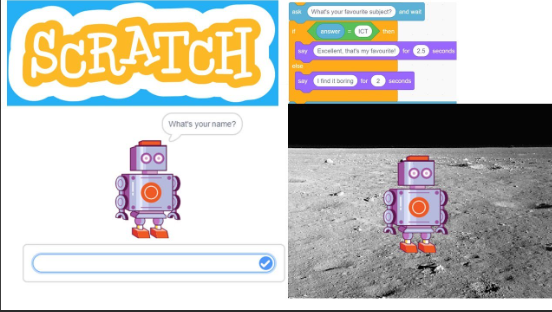 SCRATCH
What's your name?
ask What's your favourite subject? and wait
if answer = ICT then
say Excellent, that's my favourite! for 2.5 seconds
else
say I find it boring for 2 seconds